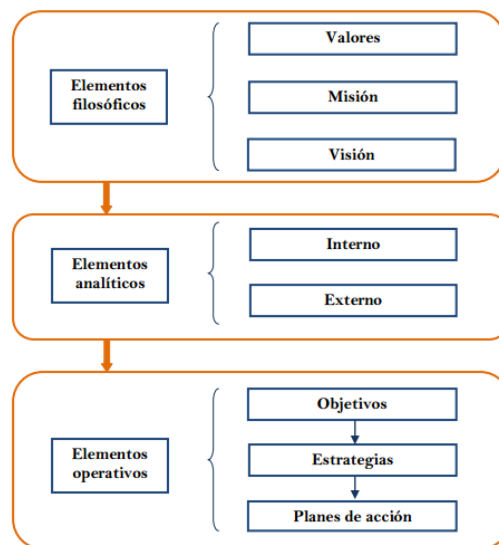 Elementos
filosóficos
Valores
Misión
Visión
Elementos
analíticos
Interno
Externo
Elementos
operativos
Objetivos
Estrategias
Planes de acción